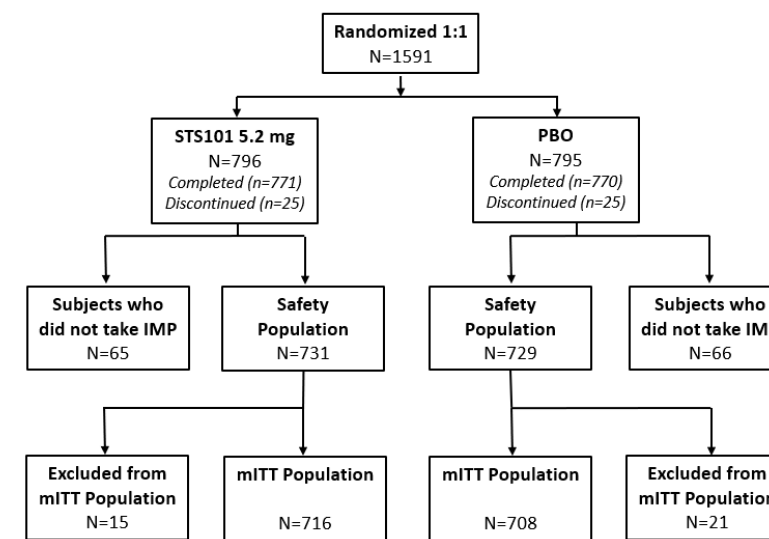 Randomized 1:1
N=1591
STS101 5.2 mg
N=796
Completed (n=771)
Discontinued (n=25)
PBO
N=795
Completed (n=770)
Discontinued (n=25)
Subjects who
did not take IMP
N=65
Safety
Population
N=731
Safety
Population
N=729
Subjects who
did not take IM
N=66
Excluded from
mITT Population
N=15
mITT Population
N=716
mITT Population
N=708
Excluded from
mITT Population
N=21